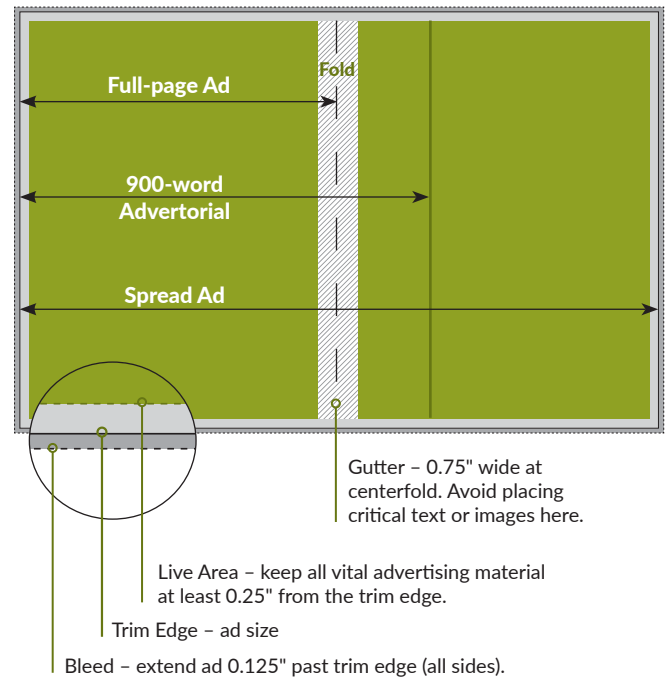 Fold
Full-page Ad
900-word
Advertorial
Spread Ad
Gutter – 0.75" wide at
centerfold. Avoid placing
critical text or images here.
Live Area – keep all vital advertising material
at least 0.25" from the trim edge.
Trim Edge – ad size
Bleed – extend ad 0.125" past trim edge (all sides).